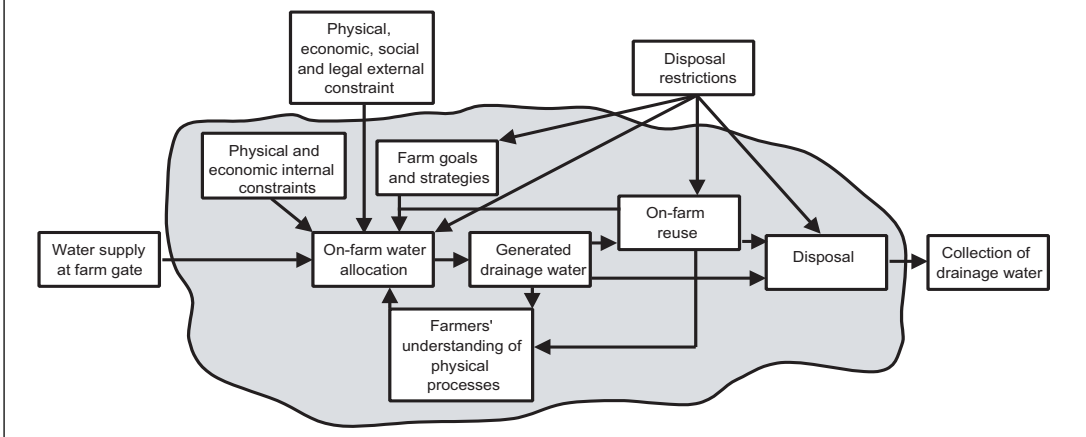 Physical,
economic, social
and legal external
constraint
Disposal
restrictions
Physical and
economic internal
constraints
Farm goals
and strategies
On-farm
reuse
Water supply
at farm gate
On-farm water
allocation
Generated
drainage water
Disposal
Collection of
drainage water
Farmers'
understanding of
physical
processes